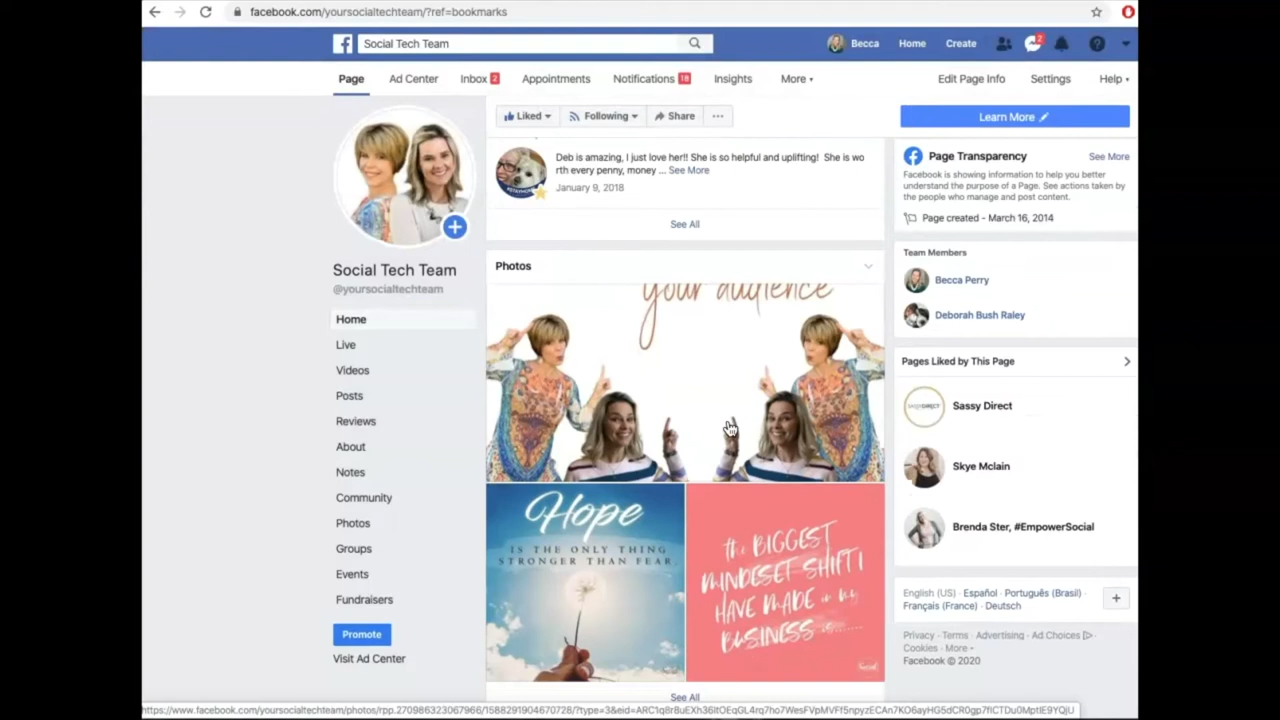 facebook.com/yoursocialtechteam/?ref=bookmarks
Social Tech Team
Becca
Home
Create
2
Page
Ad Center
Inbox 2
Appointments
Notifications 18
Insights
More
Edit Page Info
Settings
Help
Liked
Following
Share
Learn More
Deb is amazing, I just love her!! She is so helpful and uplifting! She is wo
rth every penny, money ... See More
January 9, 2018
See All
Photos
your audience
Hope
IS THE ONLY THING
STRONGER THAN FEAR.
the BIGGEST
MINDESET SHIFT I
HAVE MADE in my
BUSINESS is.......
See All
Social Tech Team
@yoursocialtechteam
Home
Live
Videos
Posts
Reviews
About
Notes
Community
Photos
Groups
Events
Fundraisers
Promote
Visit Ad Center
Page Transparency
See More
Facebook is showing information to help you better
understand the purpose of a Page. See actions taken by
the people who manage and post content.
Page created - March 16, 2014
Team Members
Becca Perry
Deborah Bush Raley
Pages Liked by This Page
SASSY DIRECT
Sassy Direct
Skye Mclain
Brenda Ster, #EmpowerSocial
English (US) · Español · Português (Brasil) ·
Français (France) · Deutsch
Privacy · Terms · Advertising · Ad Choices ·
Cookies · More
Facebook © 2020